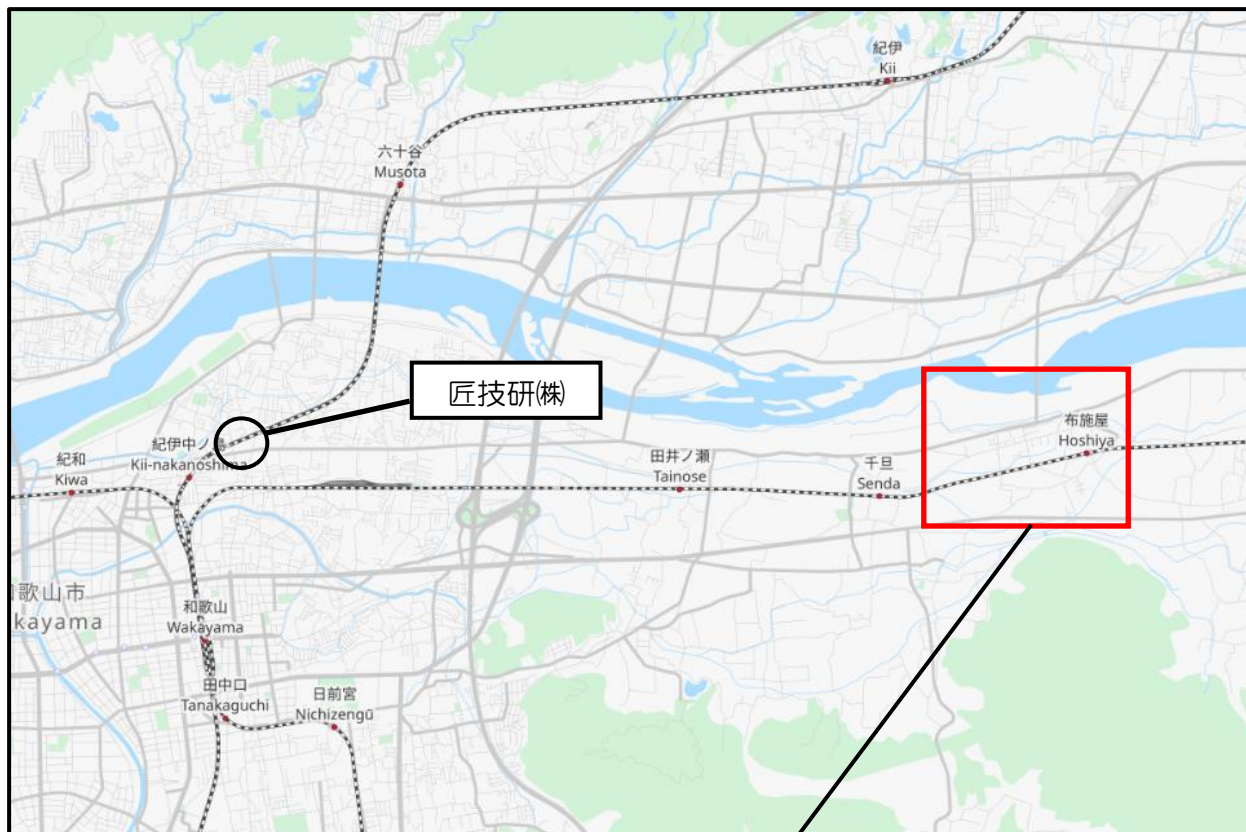 紀伊
Kii
六十谷
Musota
匠技研㈱
紀伊中ノ
Kii-nakanoshima
紀和
Kiwa
田井ノ瀬
Tainose
千旦
Senda
布施屋
Hoshiya
歌山市
kayama
和歌山
Wakayama
田中口
Tanakaguchi
日前宮
Nichizengū